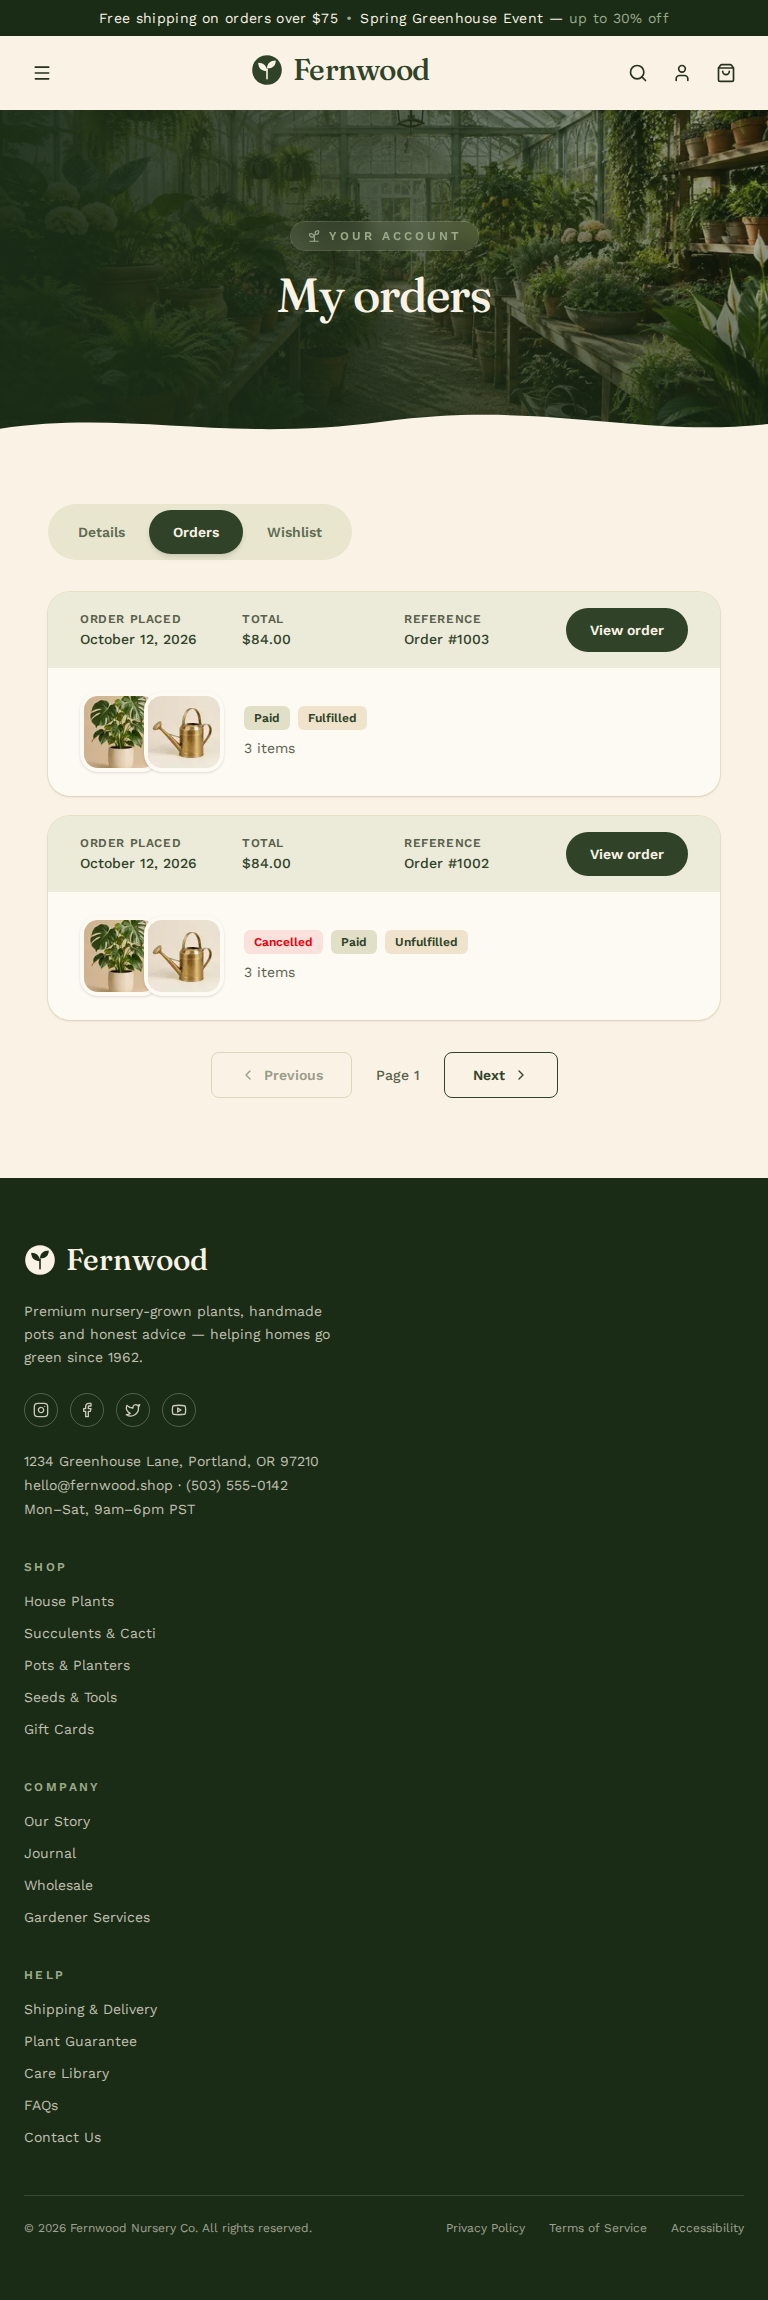 Free shipping on orders over $75 • Spring Greenhouse Event — up to 30% off
Fernwood
YOUR ACCOUNT
My orders
Details Orders Wishlist
ORDER PLACED TOTAL REFERENCE
October 12, 2026 $84.00 Order #1003
View order
Paid Fulfilled
3 items
ORDER PLACED TOTAL REFERENCE
October 12, 2026 $84.00 Order #1002
View order
Cancelled Paid Unfulfilled
3 items
Previous Page 1 Next
Fernwood
Premium nursery-grown plants, handmade
pots and honest advice — helping homes go
green since 1962.
1234 Greenhouse Lane, Portland, OR 97210
hello@fernwood.shop · (503) 555-0142
Mon–Sat, 9am–6pm PST
SHOP
House Plants
Succulents & Cacti
Pots & Planters
Seeds & Tools
Gift Cards
COMPANY
Our Story
Journal
Wholesale
Gardener Services
HELP
Shipping & Delivery
Plant Guarantee
Care Library
FAQs
Contact Us
© 2026 Fernwood Nursery Co. All rights reserved. Privacy Policy Terms of Service Accessibility